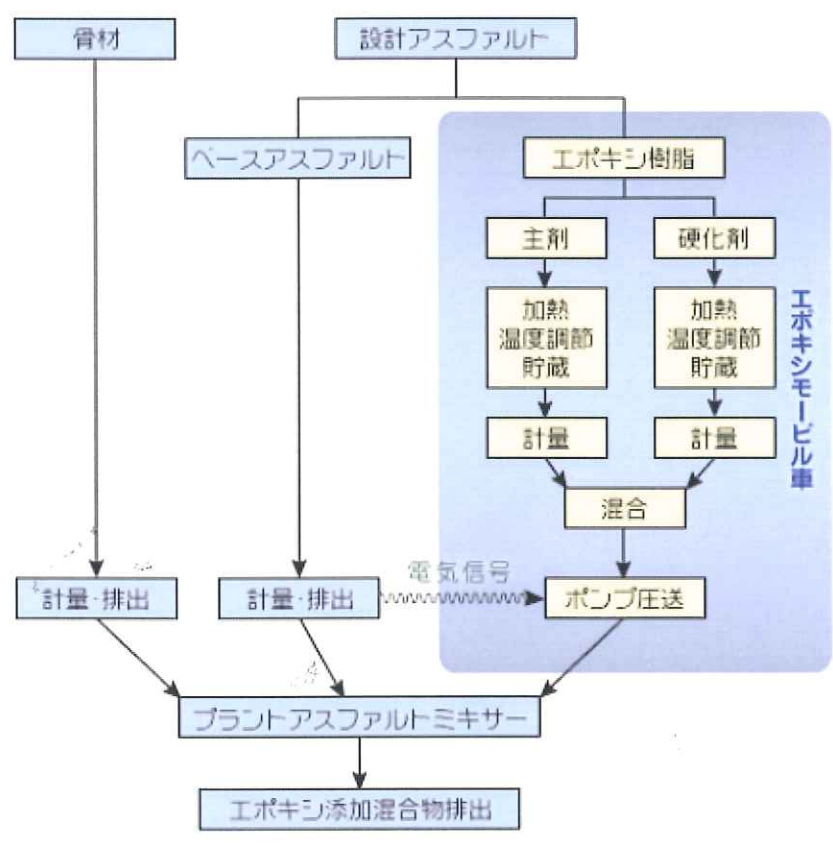 骨材
設計アスファルト
ベースアスファルト
エポキシ樹脂
主剤
硬化剤
加熱
温度調節
貯蔵
加熱
温度調節
貯蔵
計量
計量
混合
エポキシモービル車
電気信号
計量・排出
計量・排出
ポンプ圧送
プラントアスファルトミキサー
エポキシ添加混合物排出